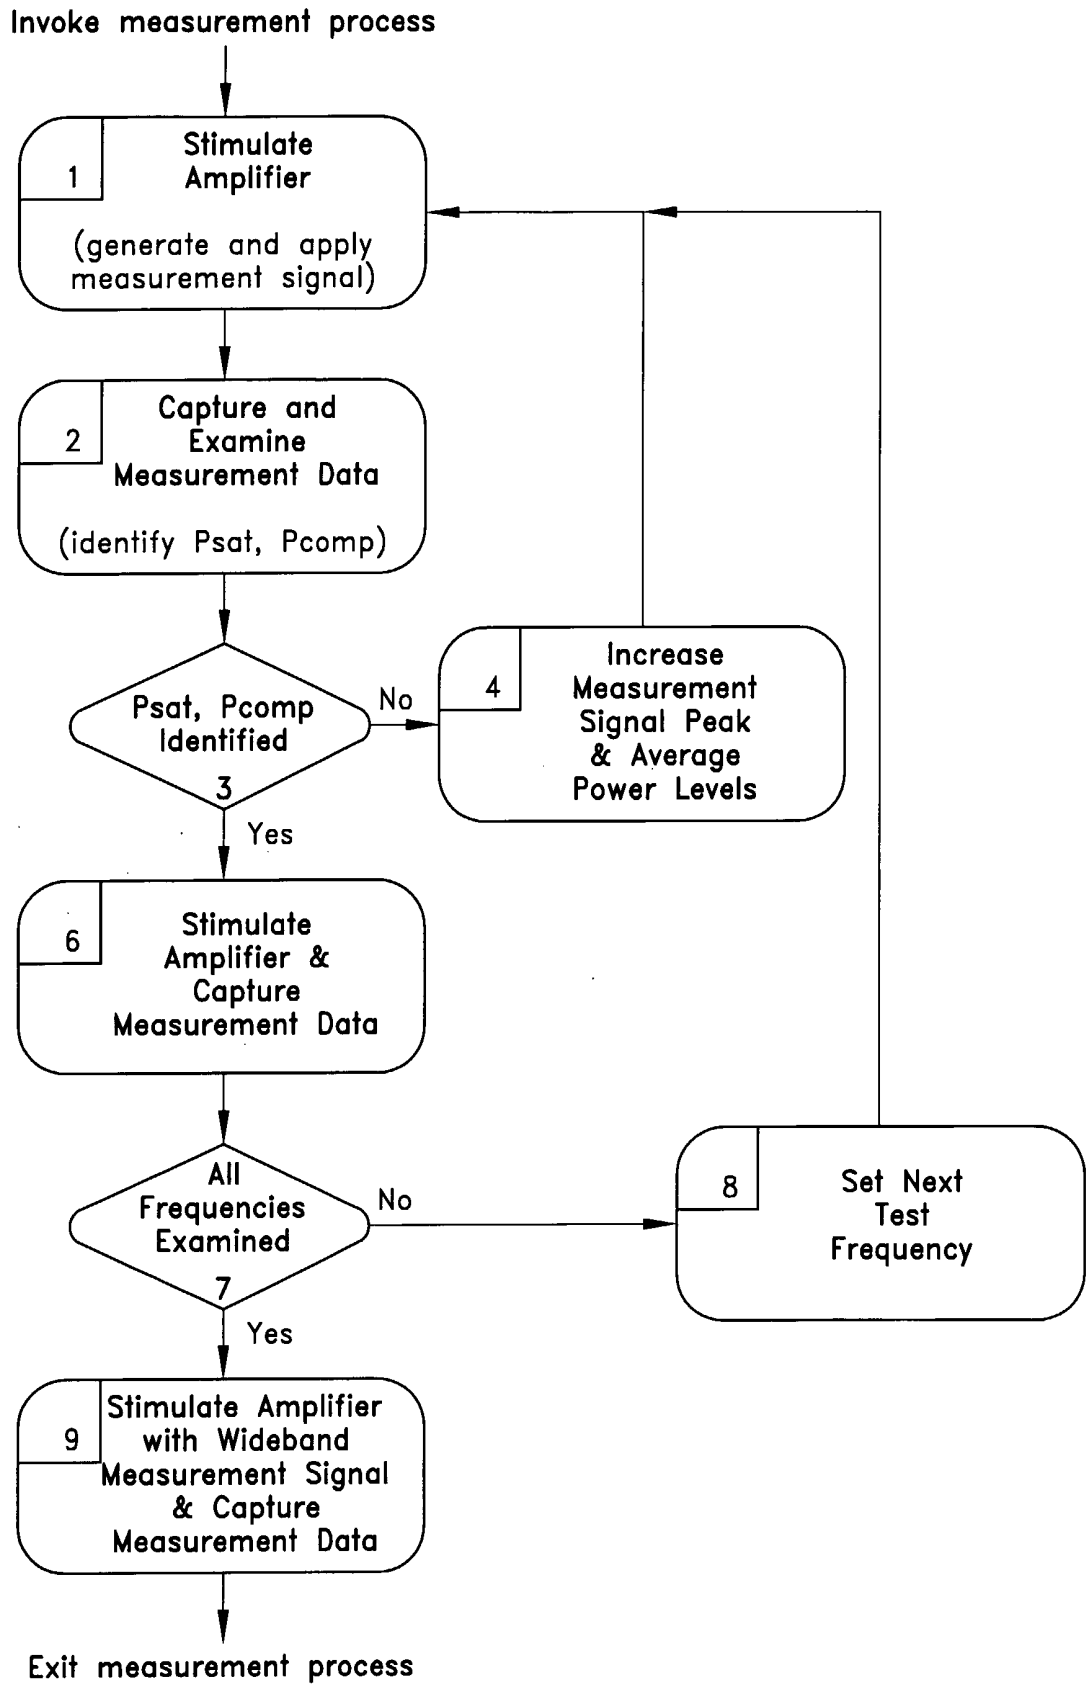 Invoke measurement process
1
Stimulate
Amplifier
(generate and apply
measurement signal)
2
Capture and
Examine
Measurement Data
(identify Psat, Pcomp)
Psat, Pcomp
Identified
3
No
Yes
4
Increase
Measurement
Signal Peak
& Average
Power Levels
6
Stimulate
Amplifier &
Capture
Measurement Data
All
Frequencies
Examined
7
No
Yes
8
Set Next
Test
Frequency
9
Stimulate Amplifier
with Wideband
Measurement Signal
& Capture
Measurement Data
Exit measurement process